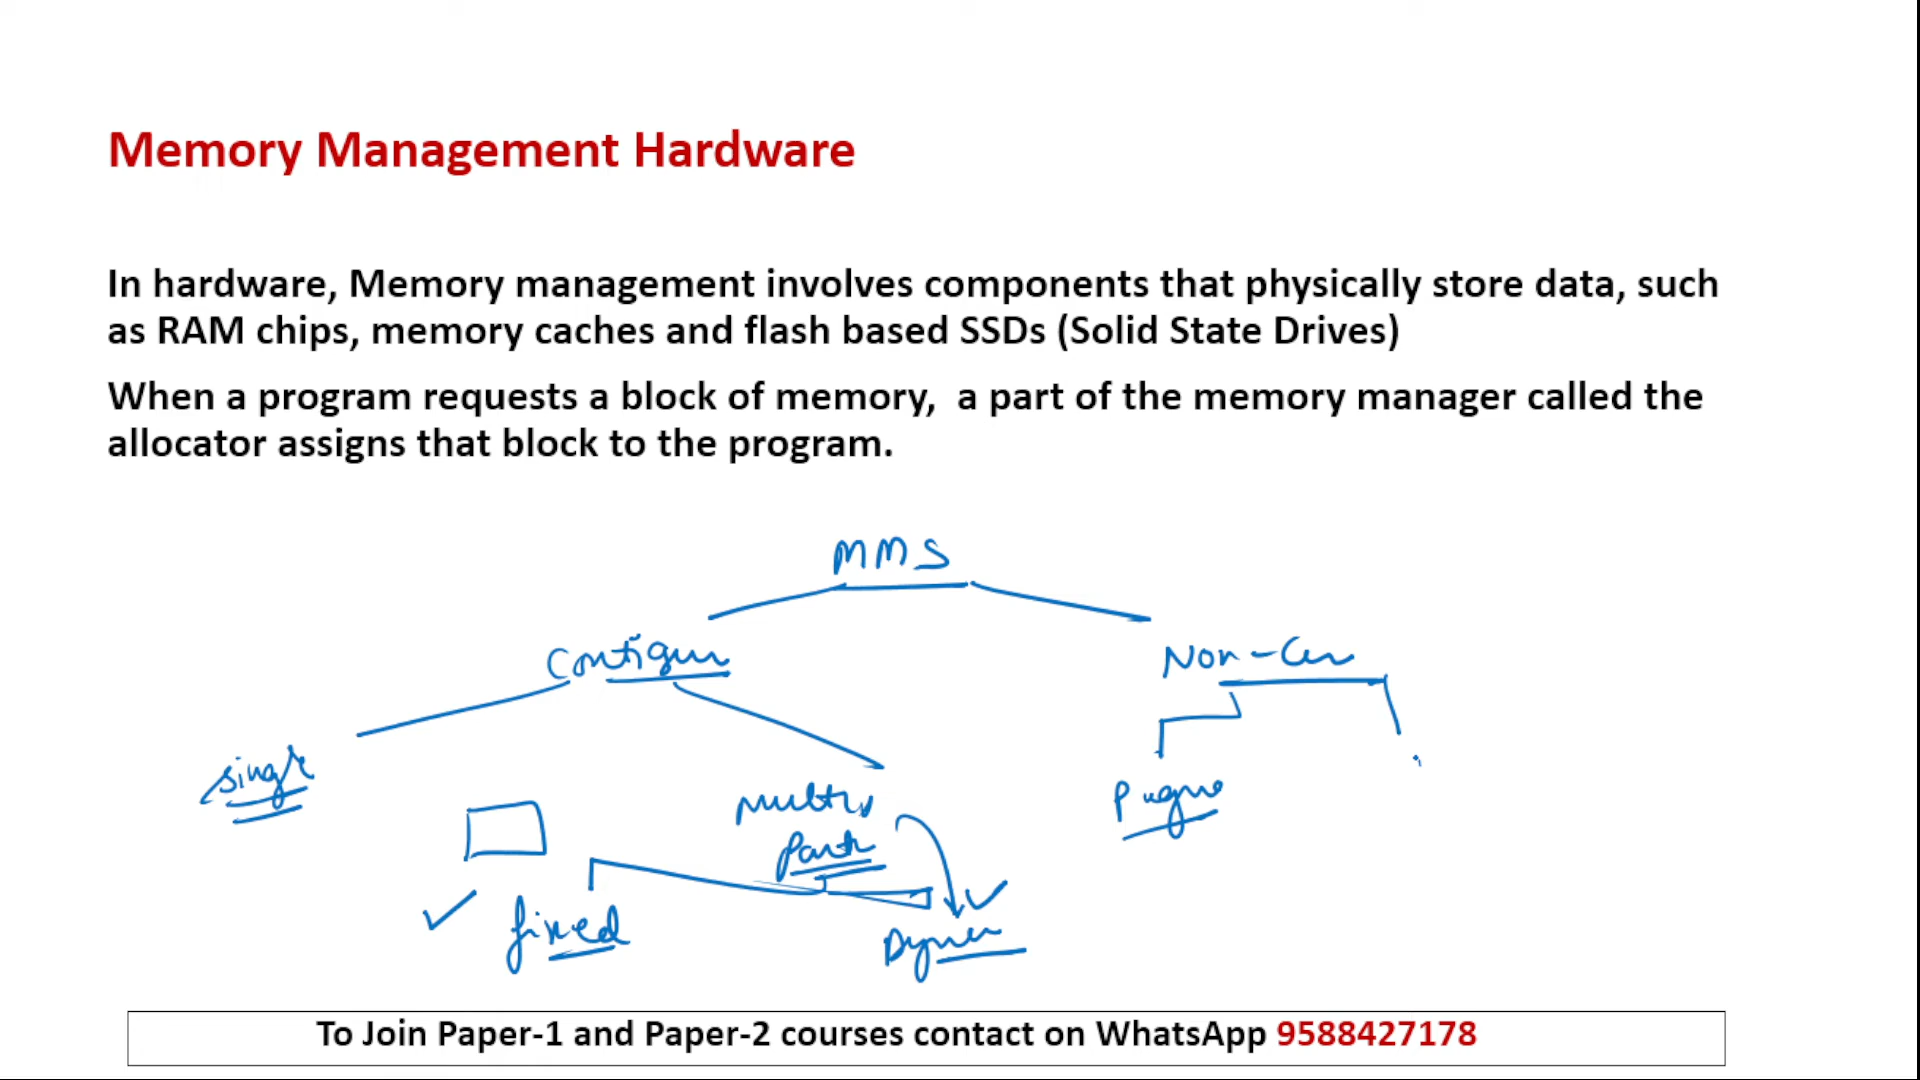 Memory Management Hardware
In hardware, Memory management involves components that physically store data, such
as RAM chips, memory caches and flash based SSDs (Solid State Drives)
When a program requests a block of memory, a part of the memory manager called the
allocator assigns that block to the program.
MMS
Contigun
Non-
single
Part
fixed
To Join Paper-1 and Paper-2 courses contact on WhatsApp 9588427178